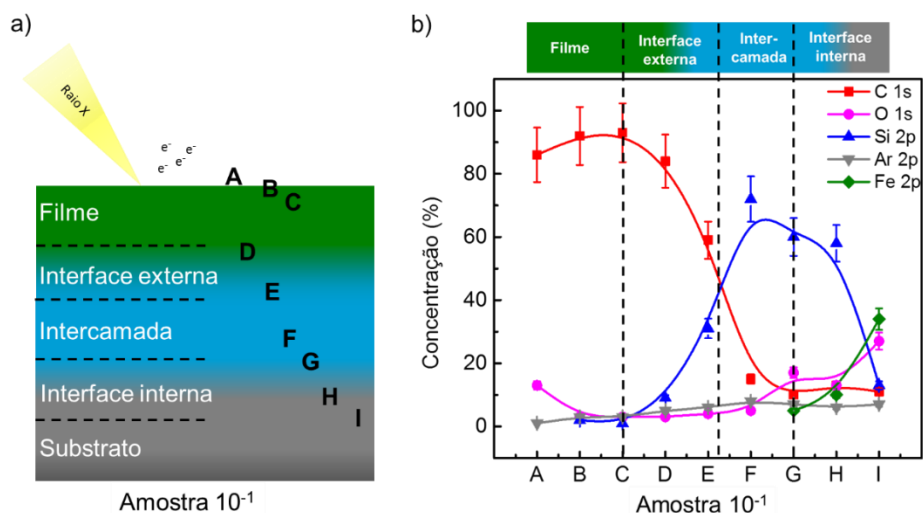 a)
Raio X
e⁻
e⁻
e⁻
e⁻
A
B
C
Filme
D
Interface externa
E
Intercamada
F
G
Interface interna
H
I
Substrato
Amostra 10⁻¹
b)
Filme
Interface
externa
Inter-
camada
Interface
interna
C 1s
O 1s
Si 2p
Ar 2p
Fe 2p
Concentração (%)
100
80
60
40
20
0
A B C D E F G H I
Amostra 10⁻¹